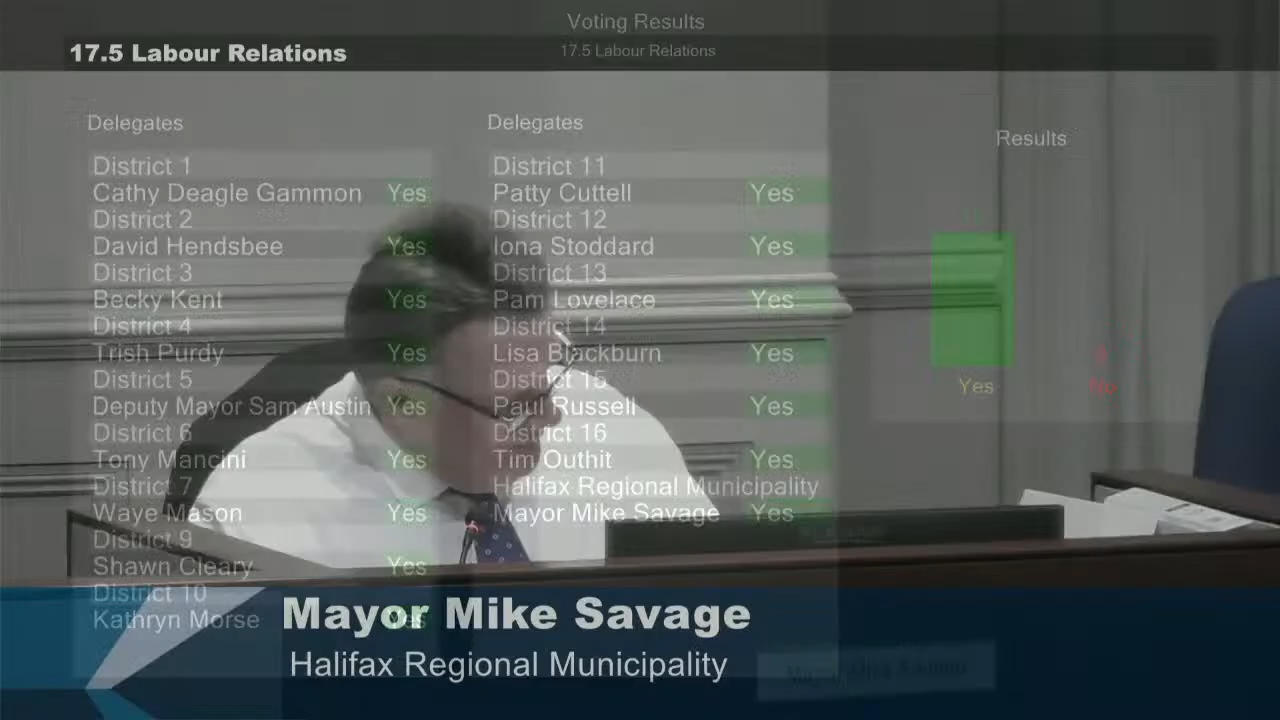 Voting Results
17.5 Labour Relations
17.5 Labour Relations
Delegates
District 1
Cathy Deagle Gammon Yes
District 2
David Hendsbee Yes
District 3
Becky Kent Yes
District 4
Trish Purdy Yes
District 5
Deputy Mayor Sam Austin Yes
District 6
Tony Mancini Yes
District 7
Waye Mason Yes
District 9
Shawn Cleary Yes
District 10
Kathryn Morse Yes
Delegates
District 11
Patty Cuttell Yes
District 12
Iona Stoddard Yes
District 13
Pam Lovelace Yes
District 14
Lisa Blackburn Yes
District 15
Paul Russell Yes
District 16
Tim Outhit Yes
Halifax Regional Municipality
Mayor Mike Savage Yes
Results
Yes
No
Mayor Mike Savage
Halifax Regional Municipality